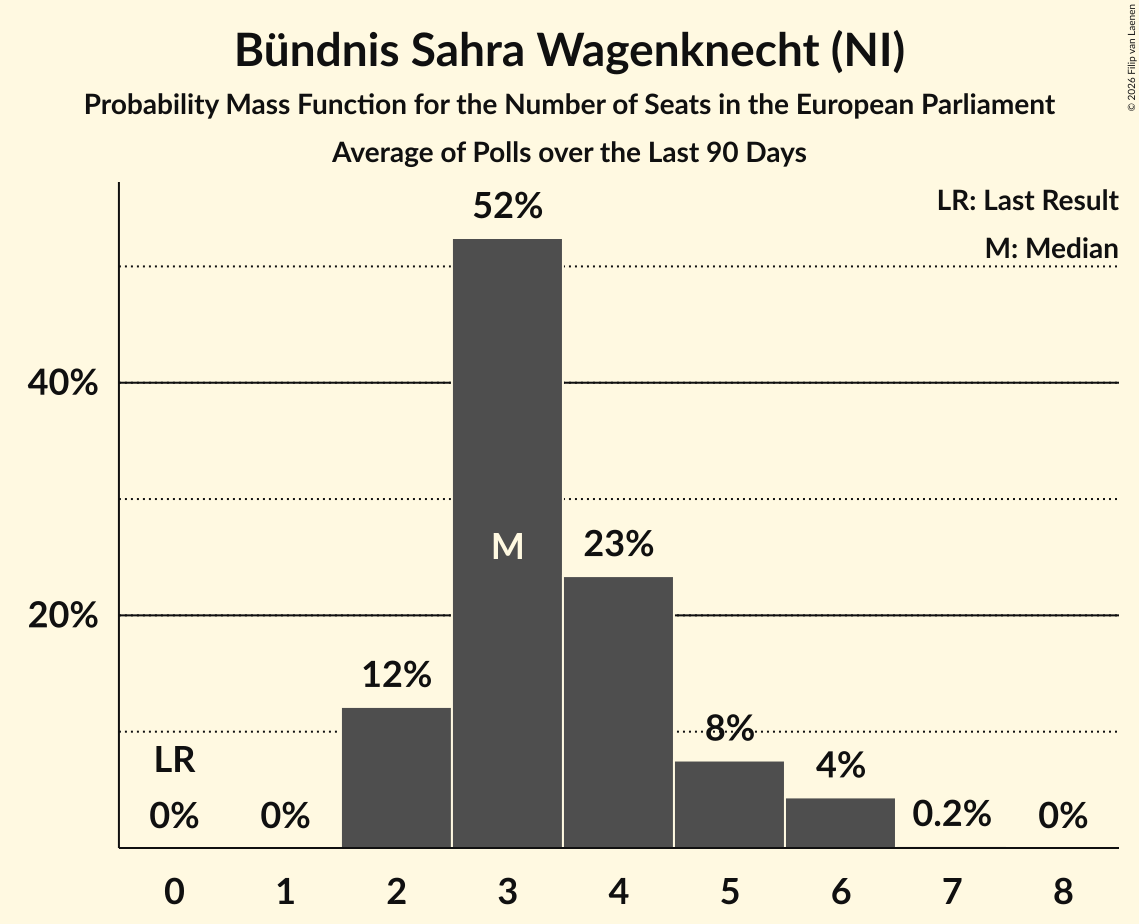 Bündnis Sahra Wagenknecht (NI)
Probability Mass Function for the Number of Seats in the European Parliament
Average of Polls over the Last 90 Days
© 2026 Filip van Laenen
LR: Last Result
M: Median
52%
40%
M
23%
20%
12%
8%
LR
4%
0%
0%
0.2%
0%
0 1 2 3 4 5 6 7 8